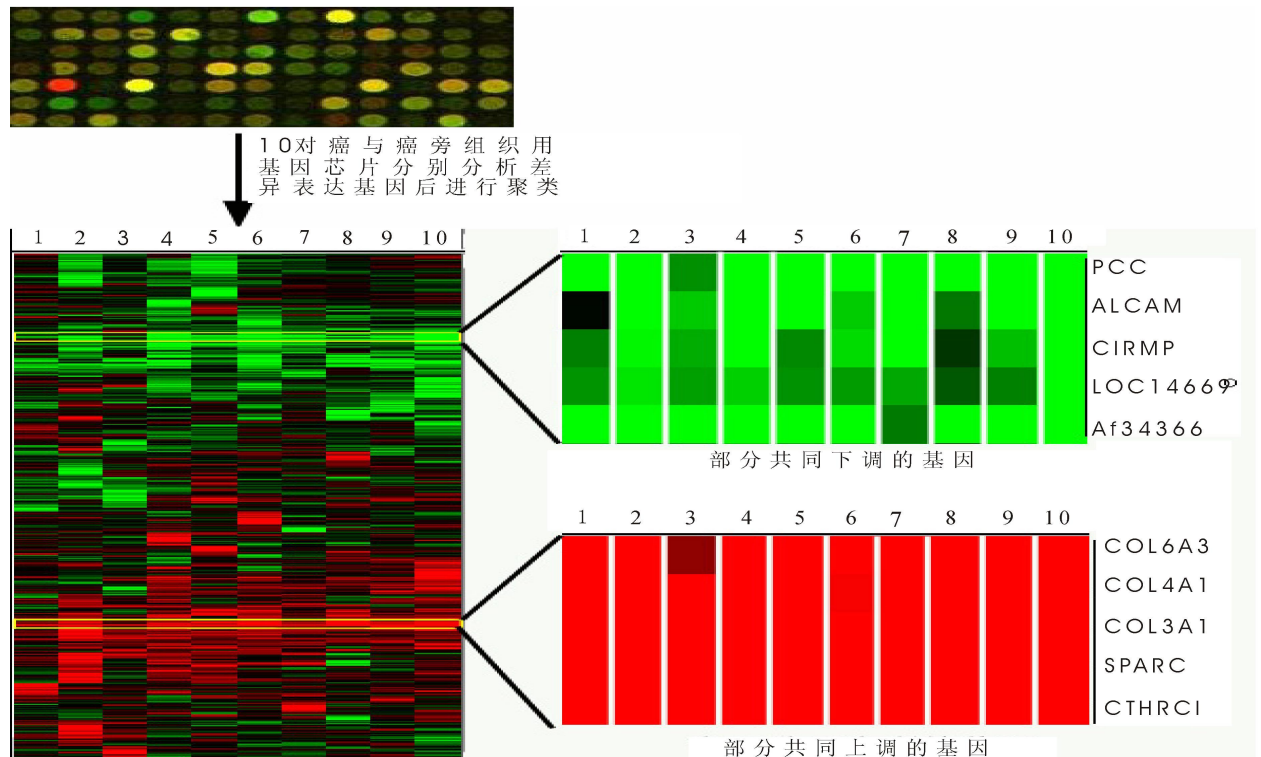 10对癌与癌旁组织用
基因芯片分别分析差
异表达基因后进行聚类
1 2 3 4 5 6 7 8 9 10
1 2 3 4 5 6 7 8 9 10
PCC
ALCAM
CIRMP
LOC14669
Af34366
部分共同下调的基因
1 2 3 4 5 6 7 8 9 10
COL6A3
COL4A1
COL3A1
SPARC
CTHRCI
部分共同上调的基因